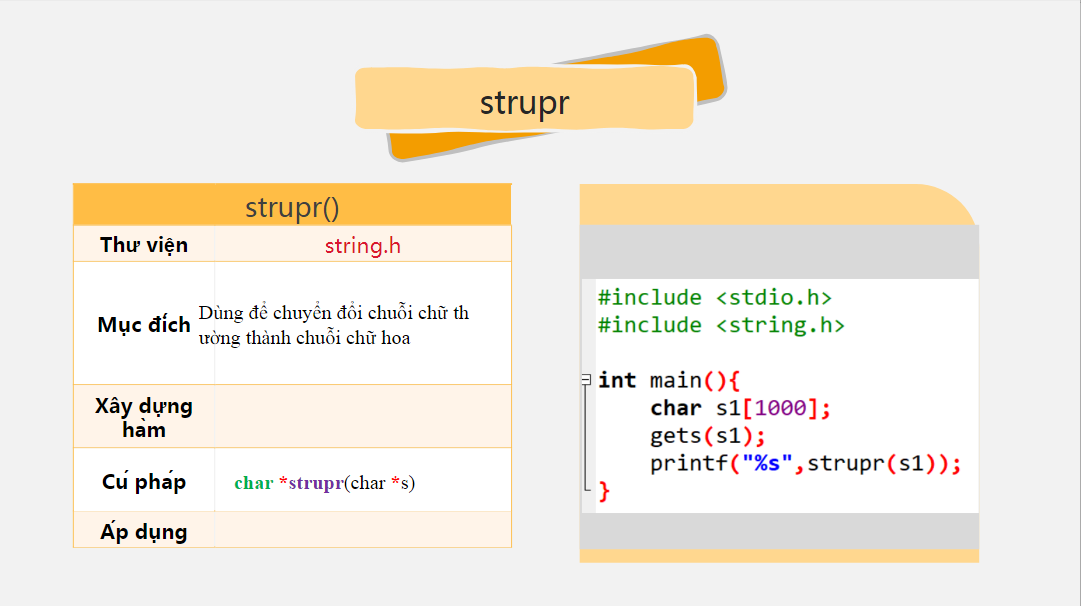 strupr
strupr()
Thư viện string.h
Mục đích
Dùng để chuyển đổi chuỗi chữ th
ường thành chuỗi chữ hoa
Xây dựng
hàm
Cú pháp char *strupr(char *s)
Áp dụng
#include <stdio.h>
#include <string.h>
int main(){
char s1[1000];
gets(s1);
printf("%s",strupr(s1));
}